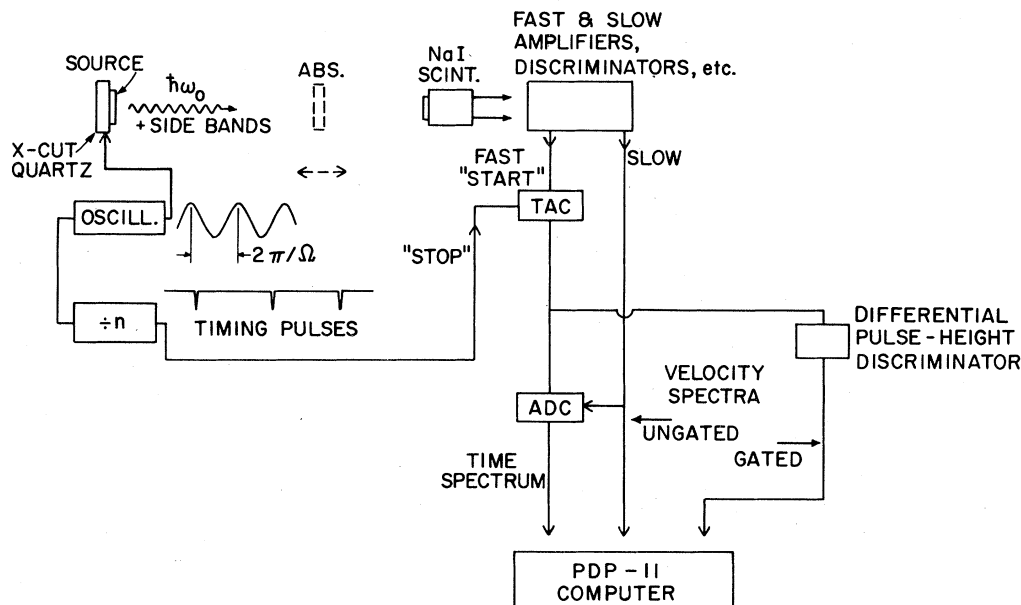 FAST & SLOW
AMPLIFIERS,
DISCRIMINATORS, etc.
SOURCE
ħω₀
+ SIDE BANDS
ABS.
NaI
SCINT.
X-CUT
QUARTZ
FAST
"START"
SLOW
OSCILL.
2π/Ω
TAC
"STOP"
÷n
TIMING PULSES
DIFFERENTIAL
PULSE-HEIGHT
DISCRIMINATOR
VELOCITY
SPECTRA
ADC
UNGATED
GATED
TIME
SPECTRUM
PDP-11
COMPUTER